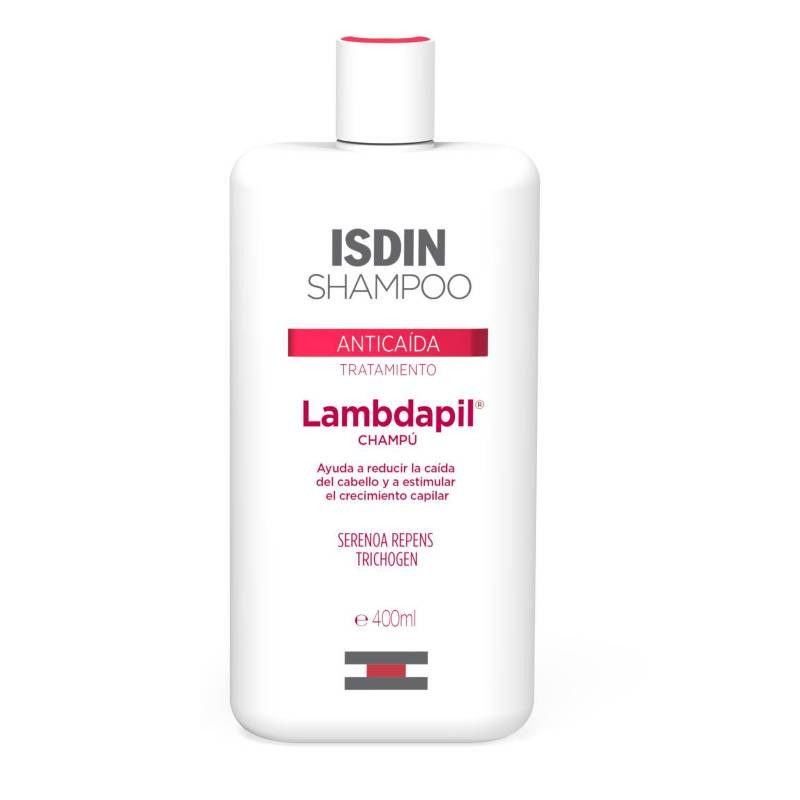 ISDIN
SHAMPOO
ANTICAÍDA
TRATAMIENTO
Lambdapil®
CHAMPÚ
Ayuda a reducir la caída
del cabello y a estimular
el crecimiento capilar
SERENOA REPENS
TRICHOGEN
℮ 400ml